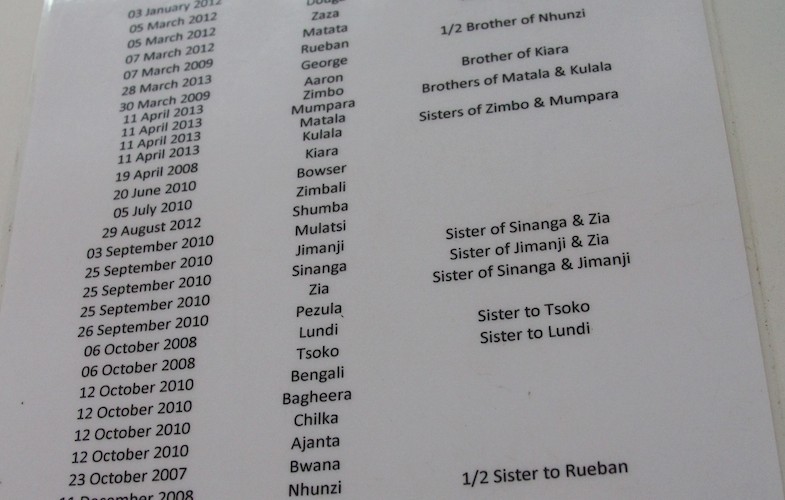 03 January 2012
05 March 2012
05 March 2012 Zaza
07 March 2012 Matata
07 March 2009 Rueban 1/2 Brother of Nhunzi
28 March 2013 George
30 March 2009 Aaron Brother of Kiara
11 April 2013 Zimbo Brothers of Matala & Kulala
11 April 2013 Mumpara
11 April 2013 Matala Sisters of Zimbo & Mumpara
11 April 2013 Kulala
19 April 2008 Kiara
20 June 2010 Bowser
05 July 2010 Zimbali
29 August 2012 Shumba
03 September 2010 Mulatsi
25 September 2010 Jimanji Sister of Sinanga & Zia
25 September 2010 Sinanga Sister of Jimanji & Zia
25 September 2010 Zia Sister of Sinanga & Jimanji
26 September 2010 Pezula
06 October 2008 Lundi Sister to Tsoko
06 October 2008 Tsoko Sister to Lundi
12 October 2010 Bengali
12 October 2010 Bagheera
12 October 2010 Chilka
12 October 2010 Ajanta
23 October 2007 Bwana
11 December 2008 Nhunzi 1/2 Sister to Rueban